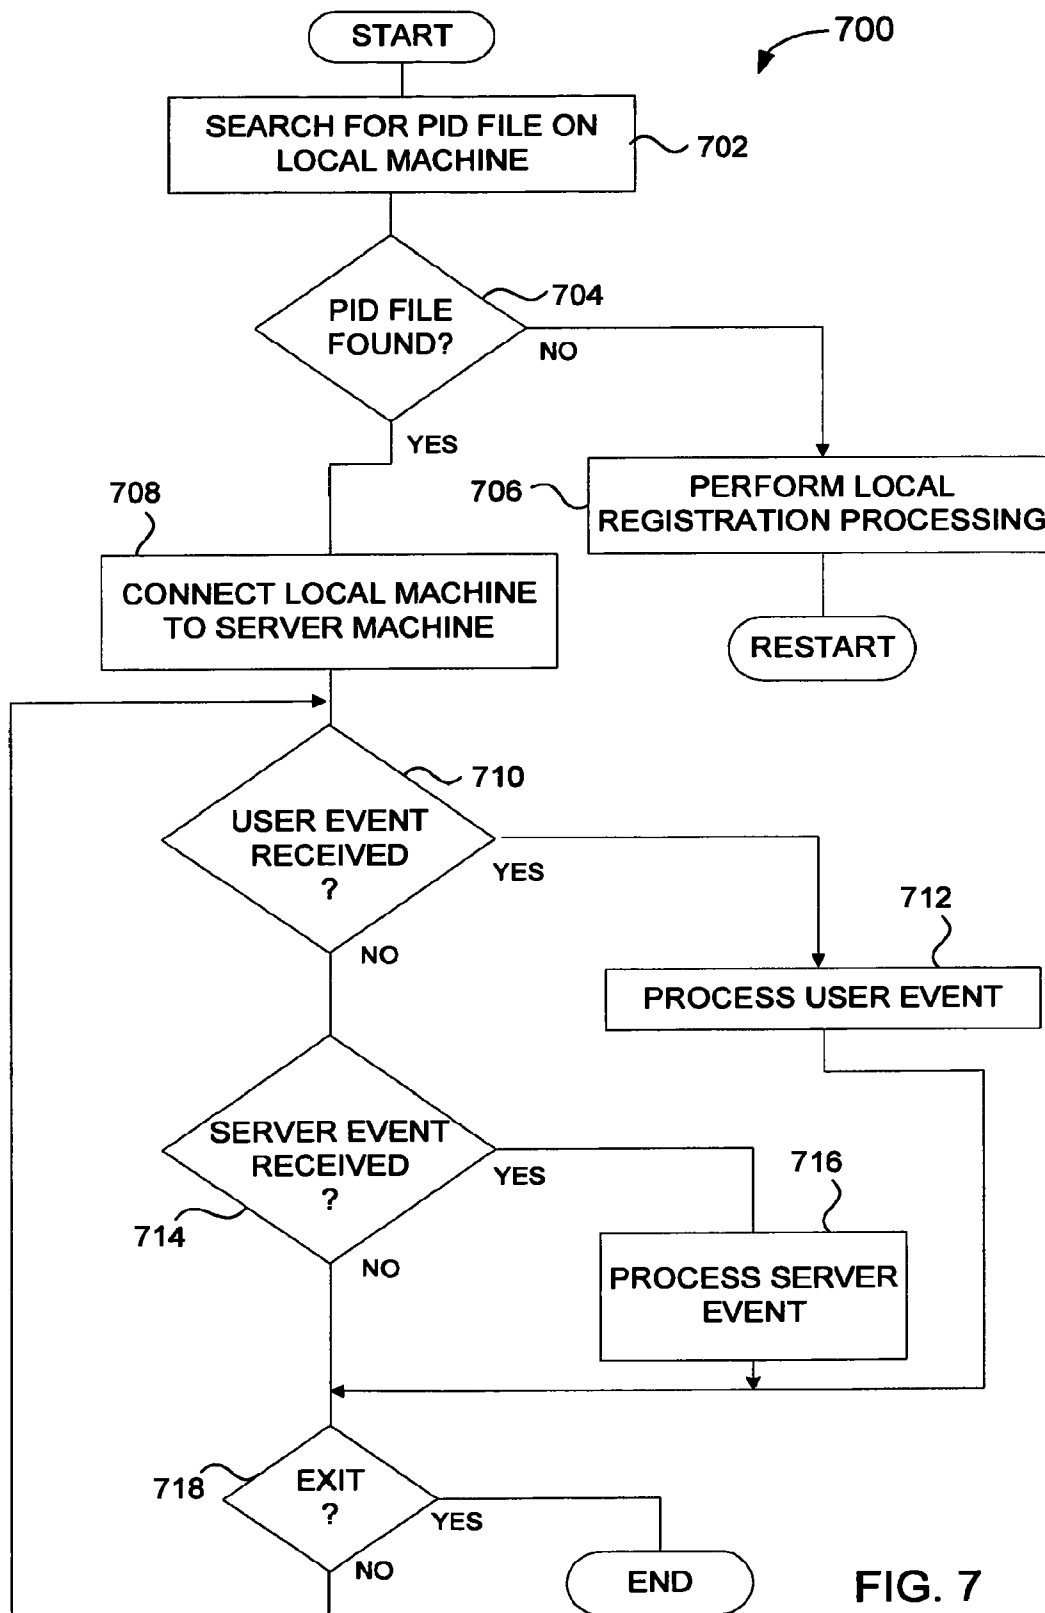 START
700
SEARCH FOR PID FILE ON
LOCAL MACHINE
702
PID FILE
FOUND?
704
NO
YES
708
706
PERFORM LOCAL
REGISTRATION PROCESSING
CONNECT LOCAL MACHINE
TO SERVER MACHINE
RESTART
710
USER EVENT
RECEIVED
?
YES
NO
712
PROCESS USER EVENT
SERVER EVENT
RECEIVED
?
YES
714
NO
716
PROCESS SERVER
EVENT
718
EXIT
?
YES
NO
END
FIG. 7